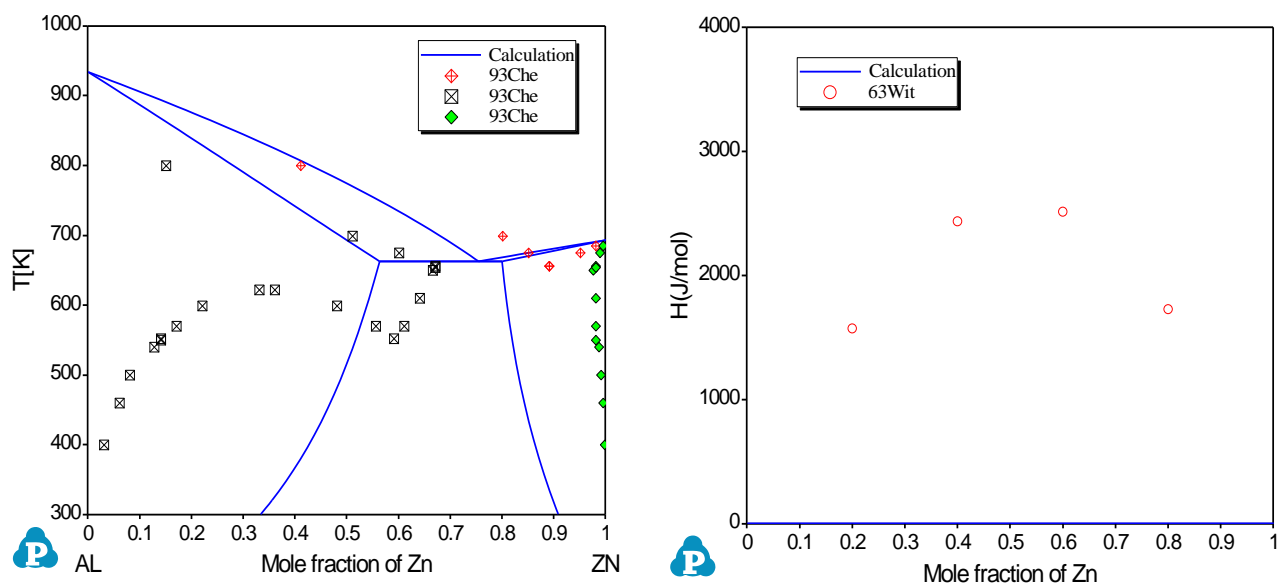 1000
900
800
700
600
500
400
300
T[K]
Calculation
93Che
93Che
93Che
0
0.1
0.2
0.3
0.4
0.5
0.6
0.7
0.8
0.9
1
AL
Mole fraction of Zn
ZN
P
4000
3000
2000
1000
0
H(J/mol)
Calculation
63Wit
0
0.1
0.2
0.3
0.4
0.5
0.6
0.7
0.8
0.9
1
Mole fraction of Zn
P